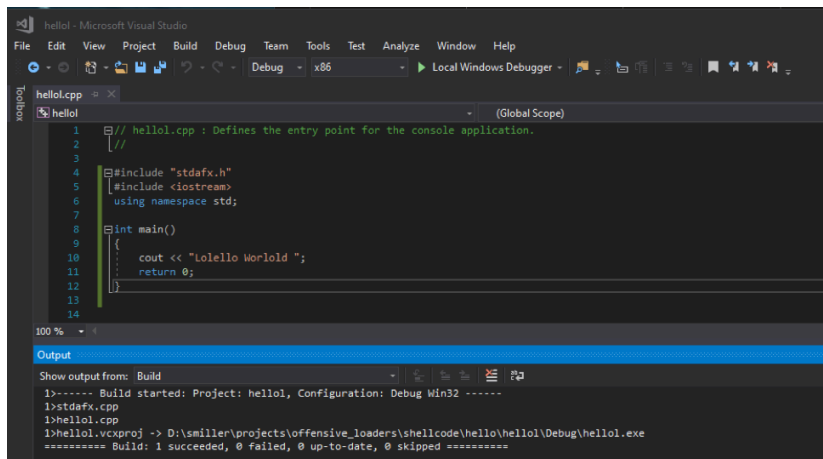 hellol - Microsoft Visual Studio
File Edit View Project Build Debug Team Tools Test Analyze Window Help
Debug x86 Local Windows Debugger
Toolbox
hellol.cpp
hellol (Global Scope)
1 // hellol.cpp : Defines the entry point for the console application.
2 //
3
4 #include "stdafx.h"
5 #include <iostream>
6 using namespace std;
7
8 int main()
9 {
10 cout << "Lolello Worlold ";
11 return 0;
12 }
13
14
100 %
Output
Show output from: Build
1>------ Build started: Project: hellol, Configuration: Debug Win32 ------
1>stdafx.cpp
1>hellol.cpp
1>hellol.vcxproj -> D:\smiller\projects\offensive_loaders\shellcode\hello\hellol\Debug\hellol.exe
========== Build: 1 succeeded, 0 failed, 0 up-to-date, 0 skipped ==========